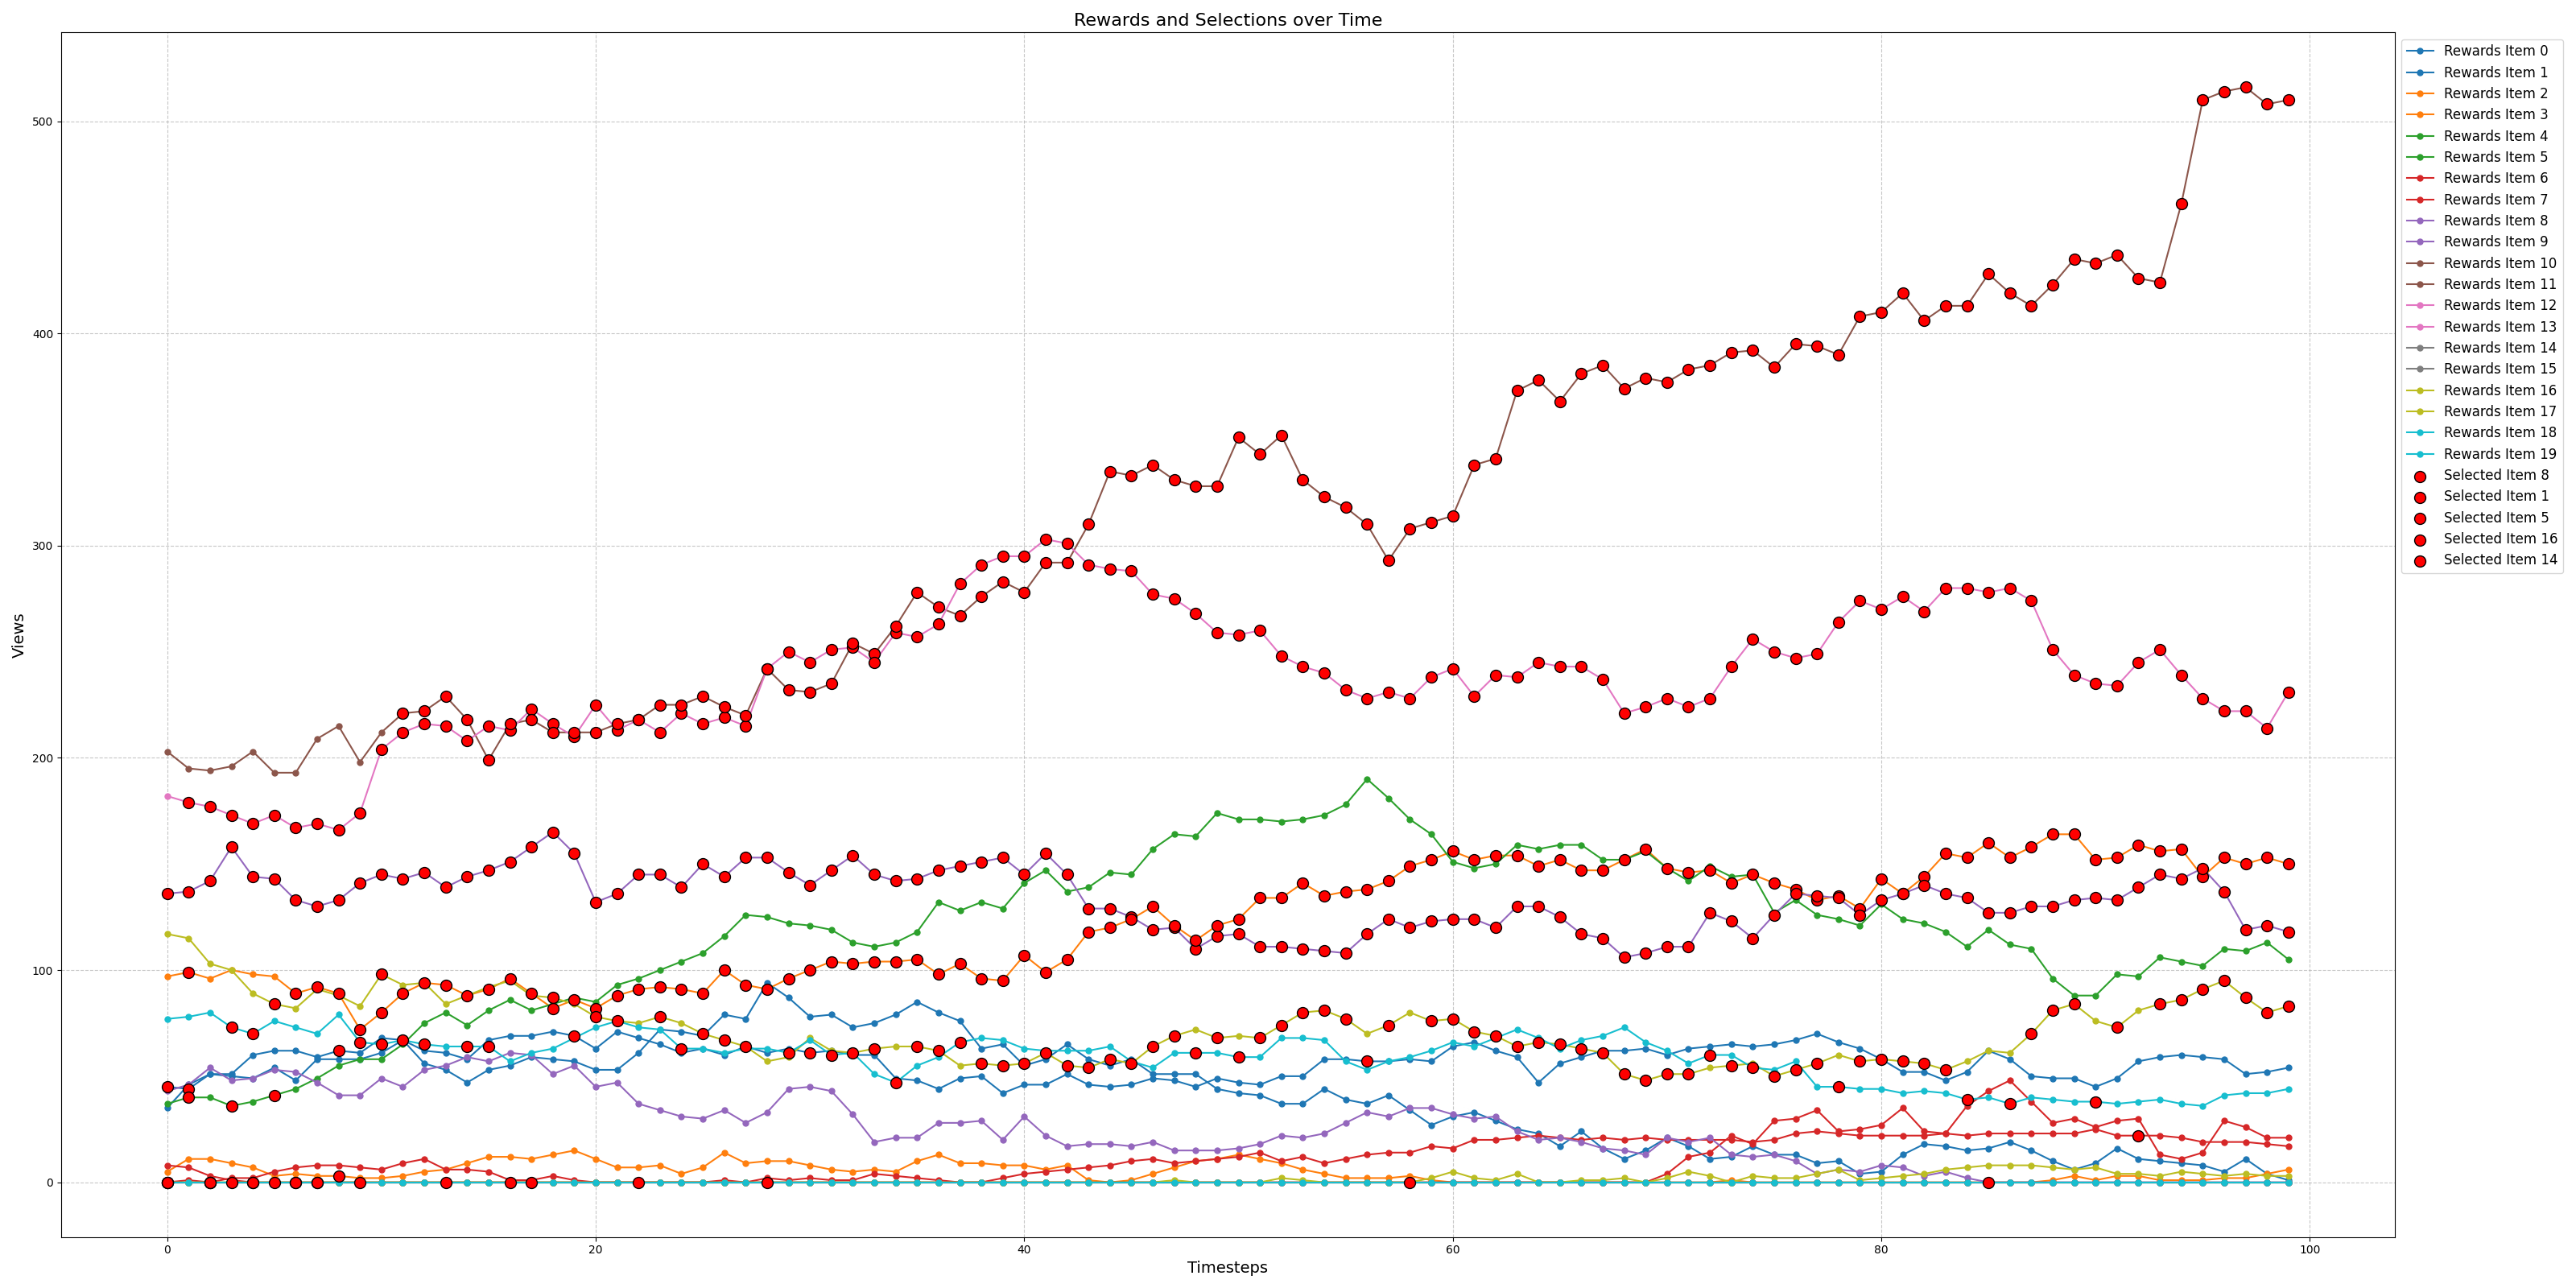 Rewards and Selections over Time
Views
500
400
300
200
100
0
0
20
40
60
80
100
Timesteps
Rewards Item 0
Rewards Item 1
Rewards Item 2
Rewards Item 3
Rewards Item 4
Rewards Item 5
Rewards Item 6
Rewards Item 7
Rewards Item 8
Rewards Item 9
Rewards Item 10
Rewards Item 11
Rewards Item 12
Rewards Item 13
Rewards Item 14
Rewards Item 15
Rewards Item 16
Rewards Item 17
Rewards Item 18
Rewards Item 19
Selected Item 8
Selected Item 1
Selected Item 5
Selected Item 16
Selected Item 14